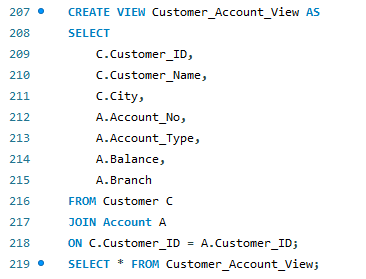 207 CREATE VIEW Customer_Account_View AS
208 SELECT
209 C.Customer_ID,
210 C.Customer_Name,
211 C.City,
212 A.Account_No,
213 A.Account_Type,
214 A.Balance,
215 A.Branch
216 FROM Customer C
217 JOIN Account A
218 ON C.Customer_ID = A.Customer_ID;
219 SELECT * FROM Customer_Account_View;